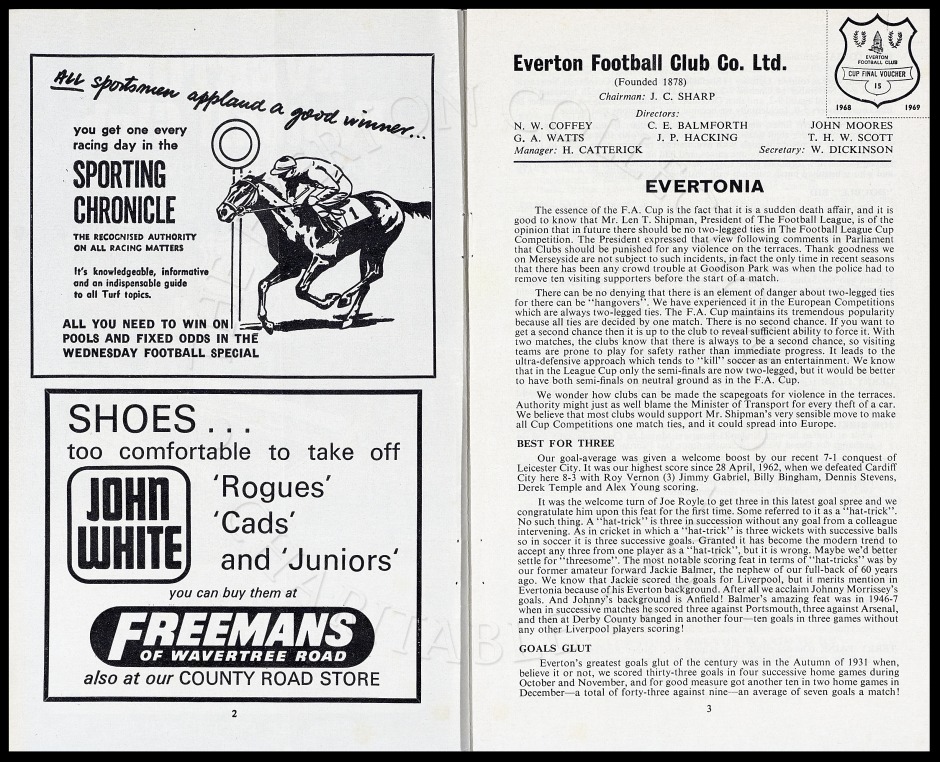 ALL sportsmen applaud a good winner...
you get one every
racing day in the
SPORTING
CHRONICLE
THE RECOGNISED AUTHORITY
ON ALL RACING MATTERS
It's knowledgeable, informative
and an indispensable guide
to all Turf topics.
1
ALL YOU NEED TO WIN ON
POOLS AND FIXED ODDS IN THE
WEDNESDAY FOOTBALL SPECIAL
SHOES ...
too comfortable to take off
JOHN
WHITE
'Rogues'
'Cads'
and 'Juniors'
you can buy them at
FREEMANS
OF WAVERTREE ROAD
also at our COUNTY ROAD STORE
2
Everton Football Club Co. Ltd.
(Founded 1878)
Chairman: J. C. SHARP
Directors:
N. W. COFFEY C. E. BALMFORTH JOHN MOORES
G. A. WATTS J. P. HACKING T. H. W. SCOTT
Manager: H. CATTERICK Secretary: W. DICKINSON
EVERTON
FOOTBALL CLUB
CUP FINAL VOUCHER
15
1968 1969
EVERTONIA
The essence of the F.A. Cup is the fact that it is a sudden death affair, and it is
good to know that Mr. Len T. Shipman, President of The Football League, is of the
opinion that in future there should be no two-legged ties in The Football League Cup
Competition. The President expressed that view following comments in Parliament
that Clubs should be punished for any violence on the terraces. Thank goodness we
on Merseyside are not subject to such incidents, in fact the only time in recent seasons
that there has been any crowd trouble at Goodison Park was when the police had to
remove ten visiting supporters before the start of a match.
There can be no denying that there is an element of danger about two-legged ties
for there can be "hangovers". We have experienced it in the European Competitions
which are always two-legged ties. The F.A. Cup maintains its tremendous popularity
because all ties are decided by one match. There is no second chance. If you want to
get a second chance then it is up to the club to reveal sufficient ability to force it. With
two matches, the clubs know that there is always to be a second chance, so visiting
teams are prone to play for safety rather than immediate progress. It leads to the
ultra-defensive approach which tends to "kill" soccer as an entertainment. We know
that in the League Cup only the semi-finals are now two-legged, but it would be better
to have both semi-finals on neutral ground as in the F.A. Cup.
We wonder how clubs can be made the scapegoats for violence in the terraces.
Authority might just as well blame the Minister of Transport for every theft of a car.
We believe that most clubs would support Mr. Shipman's very sensible move to make
all Cup Competitions one match ties, and it could spread into Europe.
BEST FOR THREE
Our goal-average was given a welcome boost by our recent 7-1 conquest of
Leicester City. It was our highest score since 28 April, 1962, when we defeated Cardiff
City here 8-3 with Roy Vernon (3) Jimmy Gabriel, Billy Bingham, Dennis Stevens,
Derek Temple and Alex Young scoring.
It was the welcome turn of Joe Royle to get three in this latest goal spree and we
congratulate him upon this feat for the first time. Some referred to it as a "hat-trick".
No such thing. A "hat-trick" is three in succession without any goal from a colleague
intervening. As in cricket in which a "hat-trick" is three wickets with successive balls
so in soccer it is three successive goals. Granted it has become the modern trend to
accept any three from one player as a "hat-trick", but it is wrong. Maybe we'd better
settle for "threesome". The most notable scoring feat in terms of "hat-tricks" was by
our former amateur forward Jackie Balmer, the nephew of our full-back of 60 years
ago. We know that Jackie scored the goals for Liverpool, but it merits mention in
Evertonia because of his Everton background. After all we acclaim Johnny Morrissey's
goals. And Johnny's background is Anfield! Balmer's amazing feat was in 1946-7
when in successive matches he scored three against Portsmouth, three against Arsenal,
and then at Derby County banged in another four—ten goals in three games without
any other Liverpool players scoring!
GOALS GLUT
Everton's greatest goals glut of the century was in the Autumn of 1931 when,
believe it or not, we scored thirty-three goals in four successive home games during
October and November, and for good measure got another ten in two home games in
December—a total of forty-three against nine—an average of seven goals a match!
3